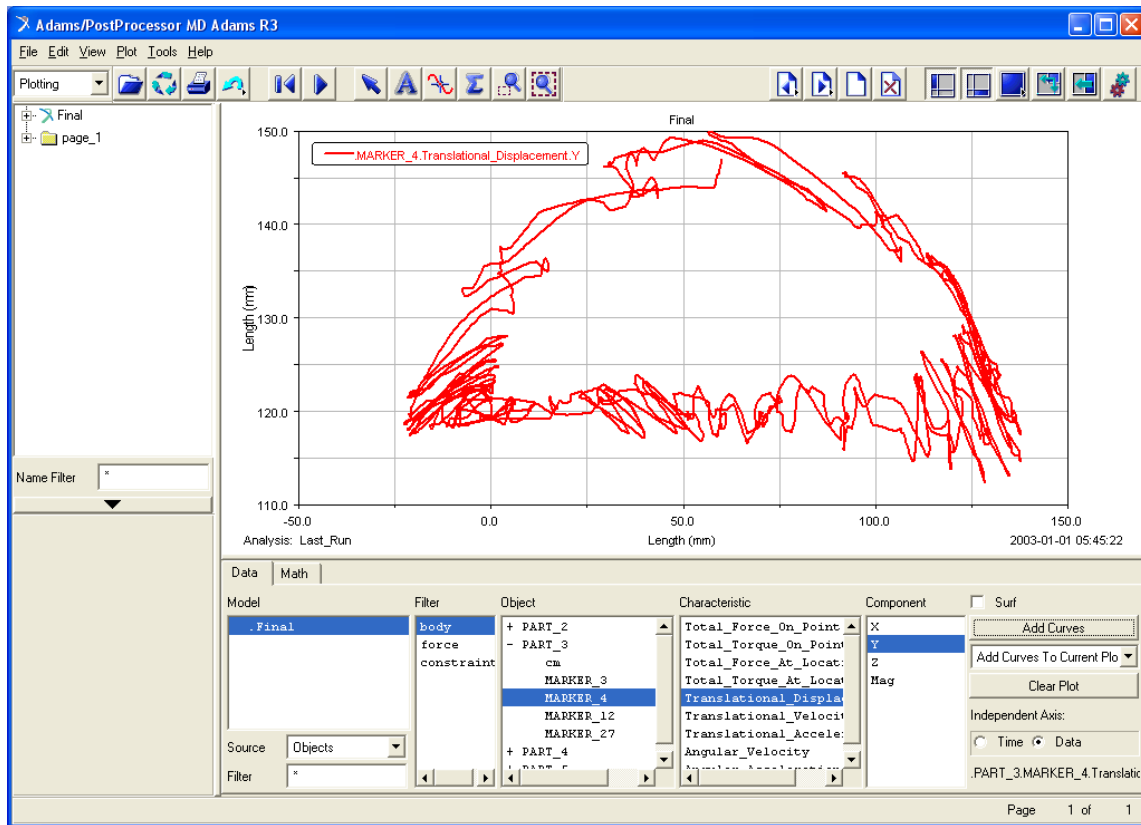 Adams/PostProcessor MD Adams R3
File Edit View Plot Tools Help
Plotting
Final
page_1
Name Filter *
Final
.MARKER_4.Translational_Displacement.Y
150.0
140.0
130.0
120.0
110.0
Length (mm)
-50.0 0.0 50.0 100.0 150.0
Analysis: Last_Run Length (mm) 2003-01-01 05:45:22
Data Math
Model Filter Object Characteristic Component Surf
.Final
Source Objects
Filter *
body
force
constraint
+ PART_2
- PART_3
cm
MARKER_3
MARKER_4
MARKER_12
MARKER_27
+ PART_4
+ PART_5
Total_Force_On_Point
Total_Torque_On_Point
Total_Force_At_Locat
Total_Torque_At_Locat
Translational_Displa
Translational_Velocit
Translational_Acceler
Angular_Velocity
Angular_Acceleration
X
Y
Z
Mag
Add Curves
Add Curves To Current Plo
Clear Plot
Independent Axis:
Time Data
.PART_3.MARKER_4.Translatic
Page 1 of 1